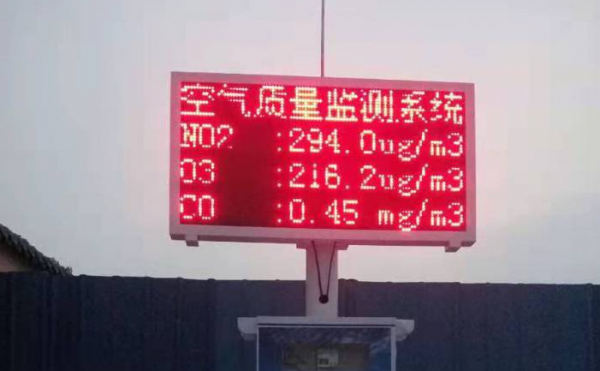 空气质量监测系统
NO2 :294.0ug/m3
O3 :216.2ug/m3
CO :0.45 mg/m3